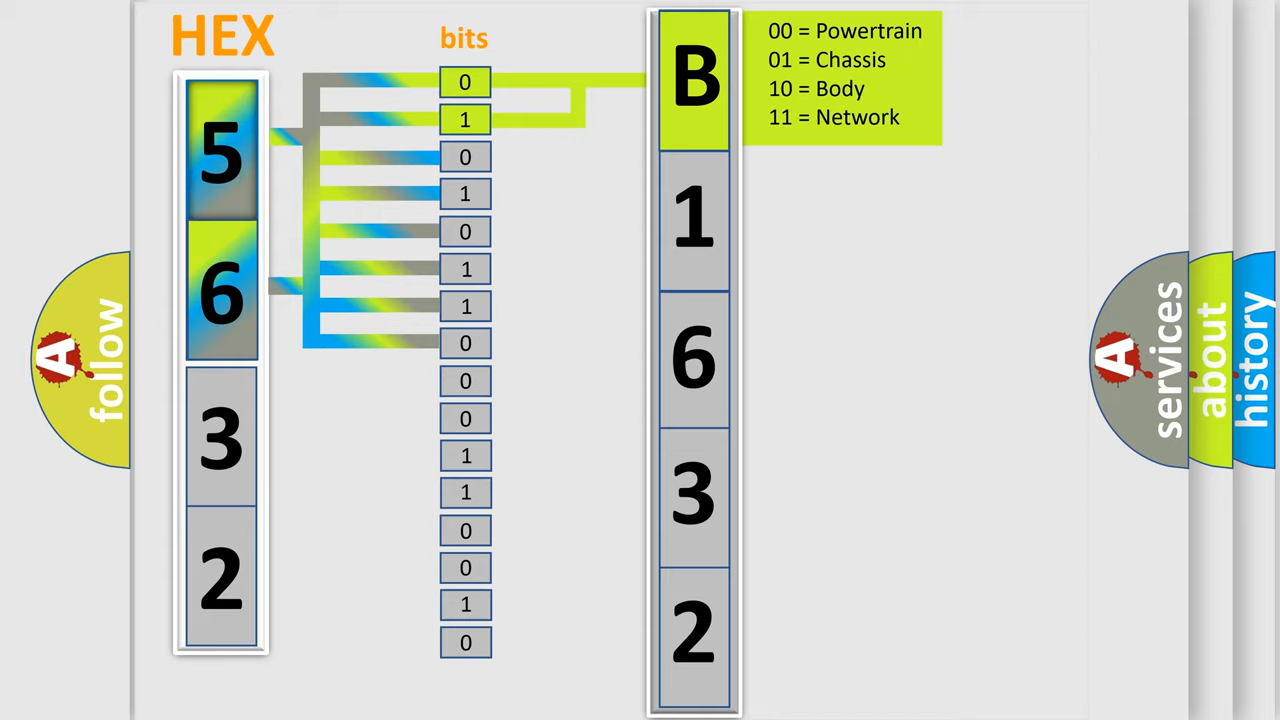 HEX
bits
5
6
3
2
0
1
0
1
0
1
1
0
0
0
1
1
0
0
1
0
B
1
6
3
2
00 = Powertrain
01 = Chassis
10 = Body
11 = Network
A
follow
A
services
about
history